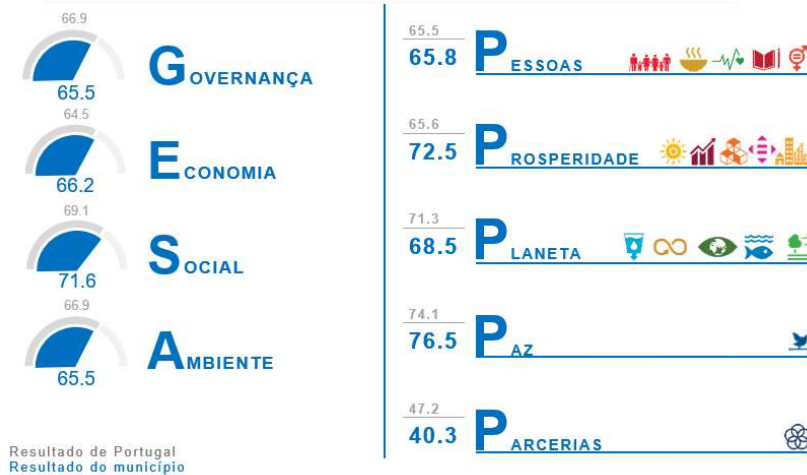 66.9
65.5
GOVERNANÇA
64.5
66.2
ECONOMIA
69.1
71.6
SOCIAL
66.9
65.5
AMBIENTE
65.5
65.8
PESSOAS
65.6
72.5
PROSPERIDADE
71.3
68.5
PLANETA
74.1
76.5
PAZ
47.2
40.3
PARCERIAS
Resultado de Portugal
Resultado do município